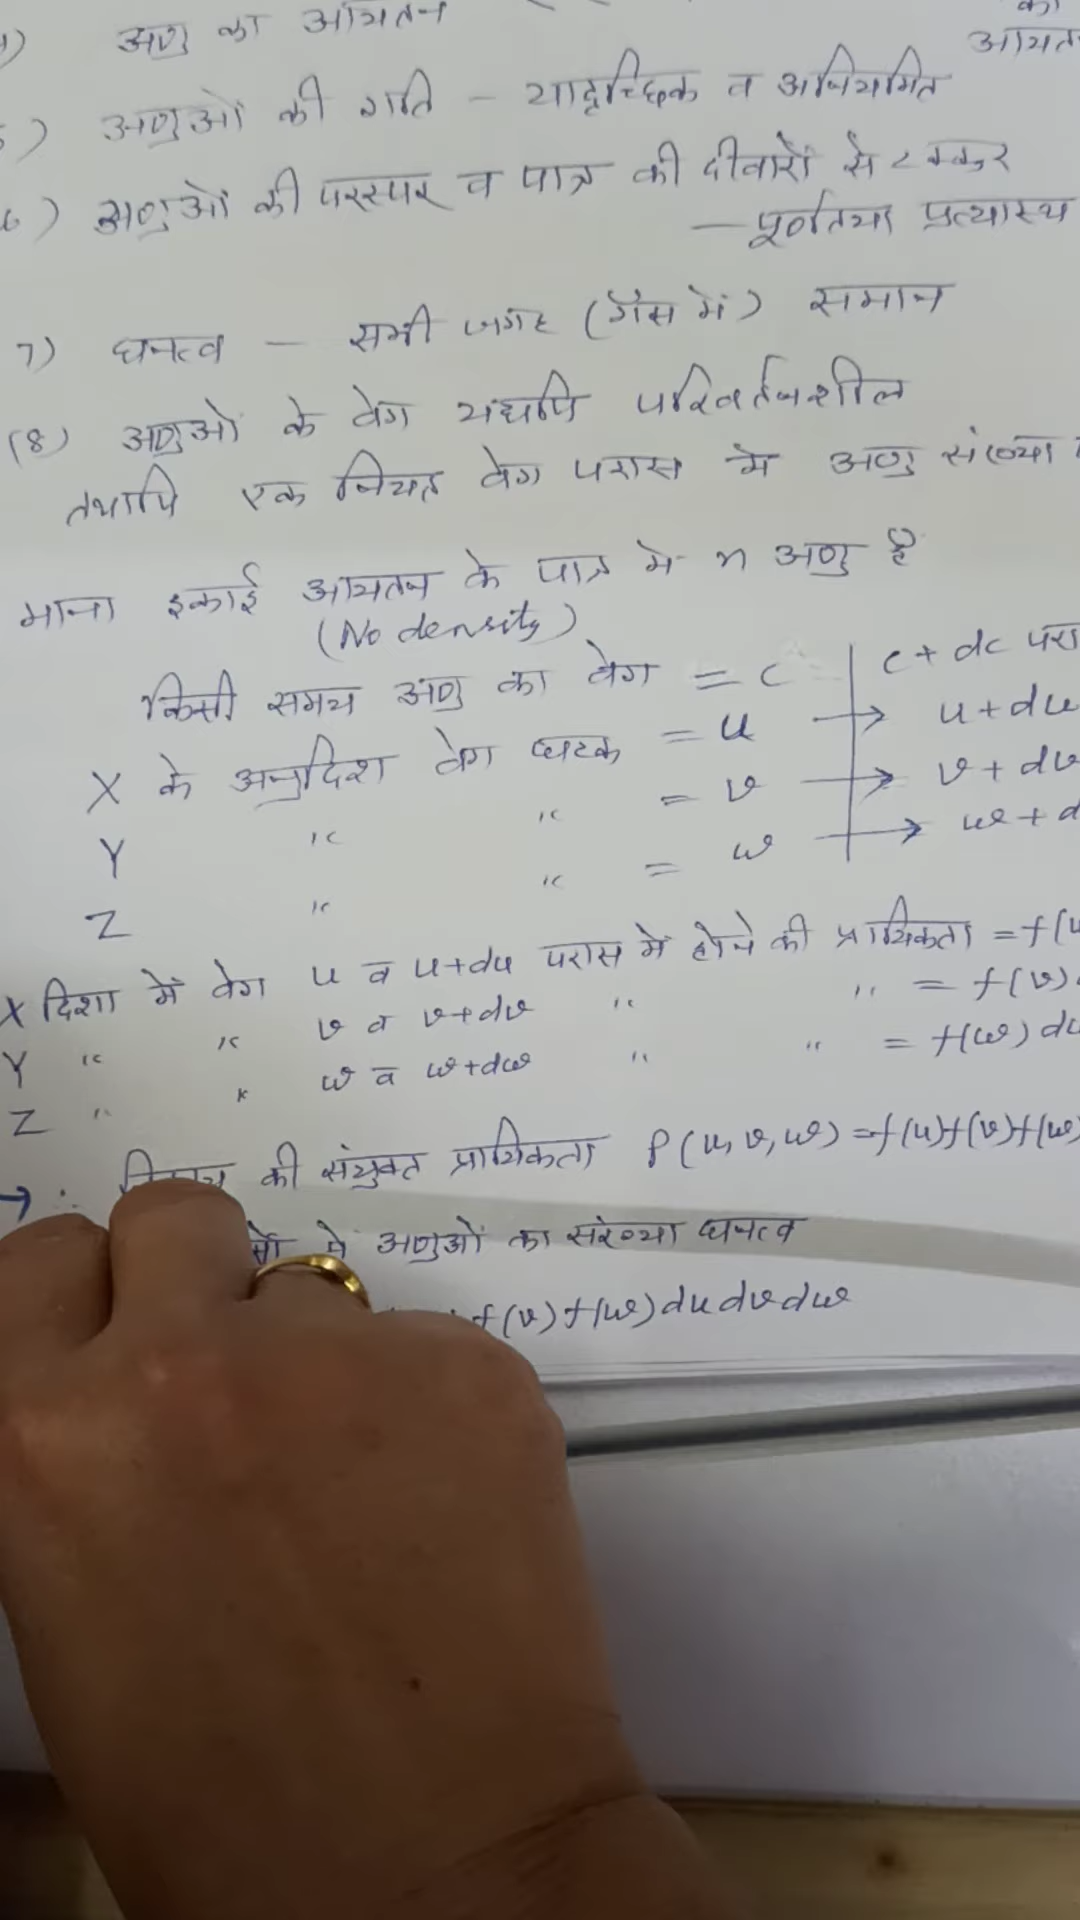 अणु का आयतन
का
आयतन
अणुओं की गति - यादृच्छिक व अनियमित
6) अणुओं की परस्पर व पात्र की दीवारों से टक्कर
— पूर्णतया प्रत्यास्थ
7) घनत्व — सभी जगह (गैस में) समान
(8) अणुओं के वेग यद्यपि परिवर्तनशील
तथापि एक नियत वेग परास में अणु संख्या
माना इकाई आयतन के पात्र में n अणु है
(No density)
किसी समय अणु का वेग = c | c + dc परा
X के अनुदिश वेग घटक = u → u + du
Y " " = v → v + dv
Z " " = w → w + d
X दिशा में वेग u व u+du परास में होने की प्रायिकता = f(u
Y " " v व v+dv " " = f(v)
Z " " w व w+dw " " = f(w) du
→ ∴ की संयुक्त प्रायिकता P(u,v,w) = f(u)f(v)f(w)
में अणुओं का संख्या घनत्व
f(v) f(w) du dv dw